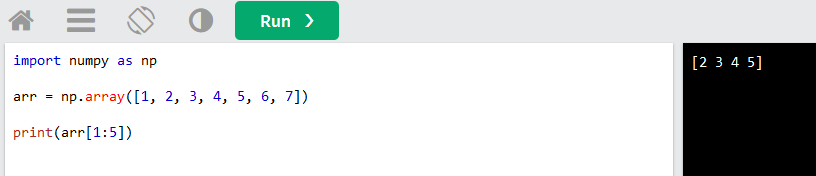 Run ❯
import numpy as np
arr = np.array([1, 2, 3, 4, 5, 6, 7])
print(arr[1:5])
[2 3 4 5]